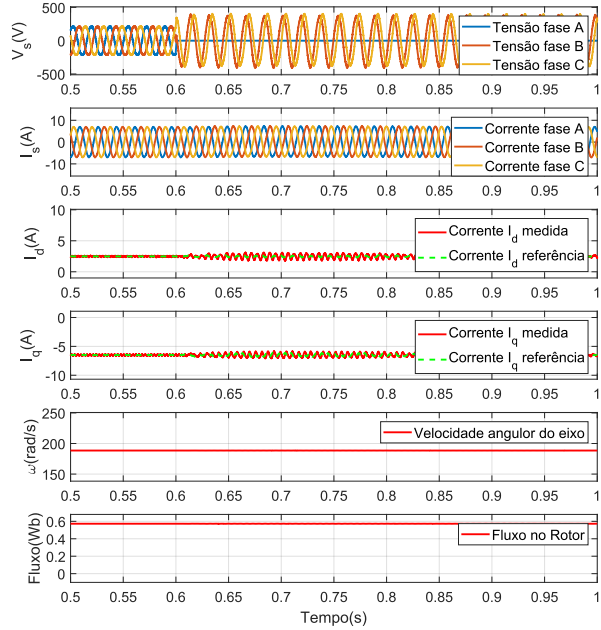 V_s(V)
500
0
-500
Tensão fase A
Tensão fase B
Tensão fase C
0.5 0.55 0.6 0.65 0.7 0.75 0.8 0.85 0.9 0.95 1
I_s(A)
10
0
-10
Corrente fase A
Corrente fase B
Corrente fase C
0.5 0.55 0.6 0.65 0.7 0.75 0.8 0.85 0.9 0.95 1
I_d(A)
10
5
0
Corrente I_d medida
Corrente I_d referência
0.5 0.55 0.6 0.65 0.7 0.75 0.8 0.85 0.9 0.95 1
I_q(A)
0
-5
-10
Corrente I_q medida
Corrente I_q referência
0.5 0.55 0.6 0.65 0.7 0.75 0.8 0.85 0.9 0.95 1
ω(rad/s)
250
200
150
Velocidade angulor do eixo
0.5 0.55 0.6 0.65 0.7 0.75 0.8 0.85 0.9 0.95 1
Fluxo(Wb)
0.6
0.4
0.2
0
Fluxo no Rotor
0.5 0.55 0.6 0.65 0.7 0.75 0.8 0.85 0.9 0.95 1
Tempo(s)